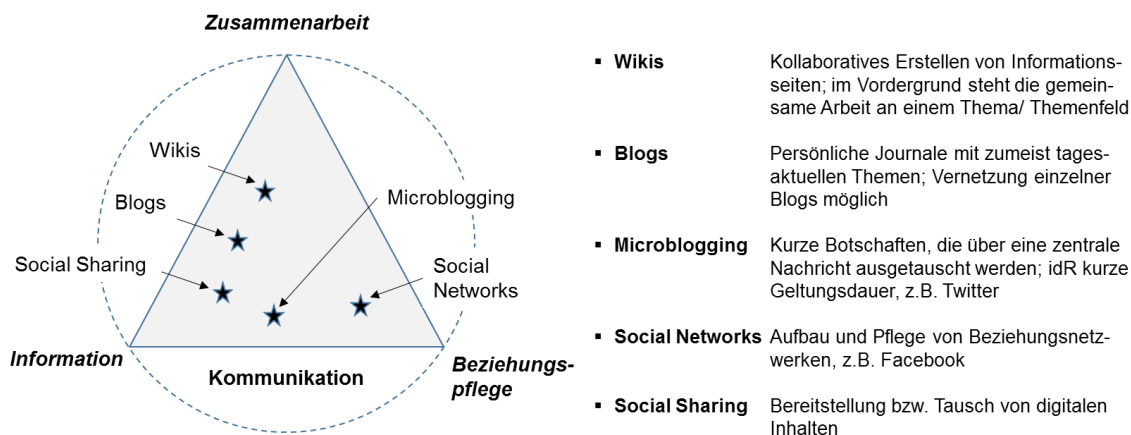 Zusammenarbeit
Wikis
Blogs
Microblogging
Social Sharing
Social
Networks
Information
Kommunikation
Beziehungs-
pflege
▪ Wikis Kollaboratives Erstellen von Informations-
seiten; im Vordergrund steht die gemein-
same Arbeit an einem Thema/ Themenfeld
▪ Blogs Persönliche Journale mit zumeist tages-
aktuellen Themen; Vernetzung einzelner
Blogs möglich
▪ Microblogging Kurze Botschaften, die über eine zentrale
Nachricht ausgetauscht werden; idR kurze
Geltungsdauer, z.B. Twitter
▪ Social Networks Aufbau und Pflege von Beziehungsnetz-
werken, z.B. Facebook
▪ Social Sharing Bereitstellung bzw. Tausch von digitalen
Inhalten